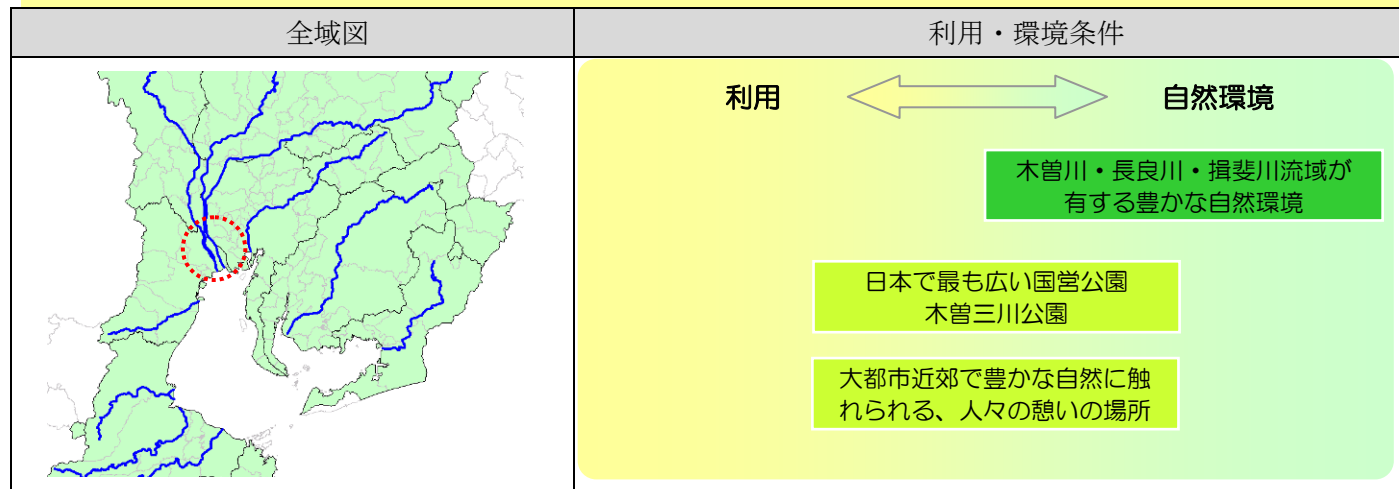 全域図
利用・環境条件
利用
自然環境
木曽川・長良川・揖斐川流域が
有する豊かな自然環境
日本で最も広い国営公園
木曽三川公園
大都市近郊で豊かな自然に触
れられる、人々の憩いの場所